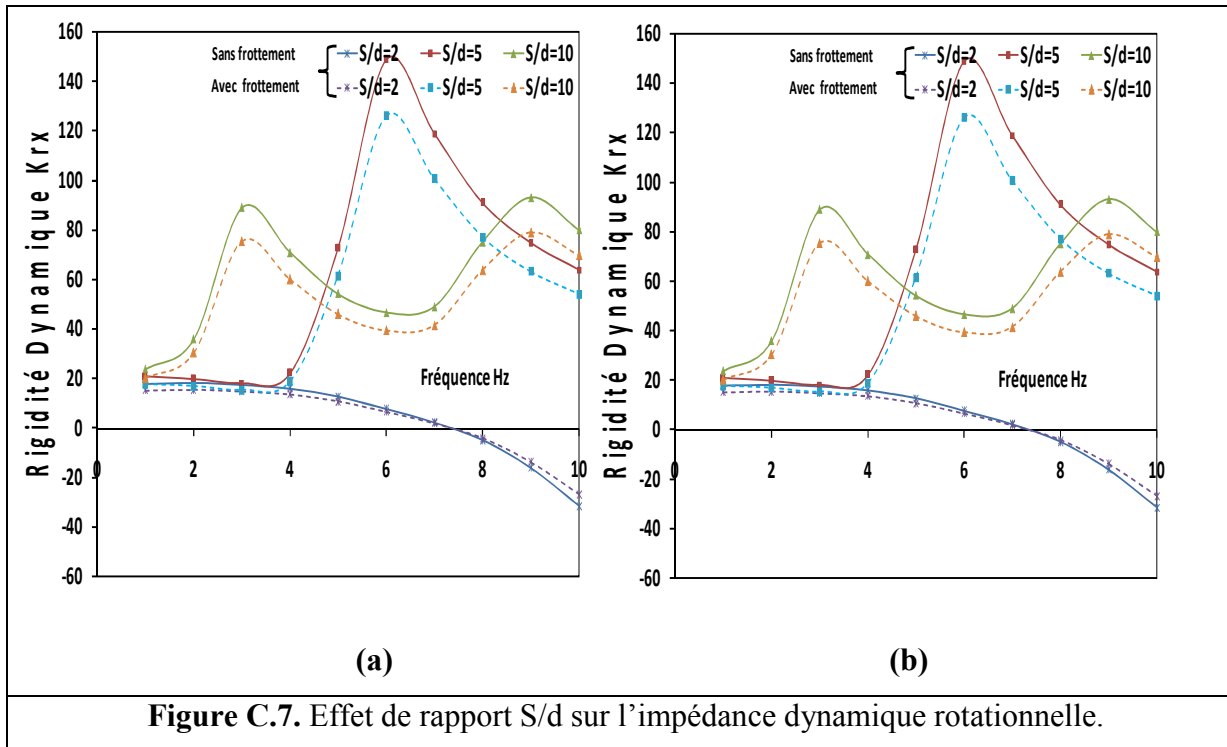 160
140
120
100
80
60
40
20
0
-20
-40
-60
Rigidité Dynamique Krx
Sans frottement
S/d=2 S/d=5 S/d=10
Avec frottement
S/d=2 S/d=5 S/d=10
Fréquence Hz
0 2 4 6 8 10
(a)
160
140
120
100
80
60
40
20
0
-20
-40
-60
Rigidité Dynamique Krx
Sans frottement
S/d=2 S/d=5 S/d=10
Avec frottement
S/d=2 S/d=5 S/d=10
Fréquence Hz
0 2 4 6 8 10
(b)
Figure C.7. Effet de rapport S/d sur l’impédance dynamique rotationnelle.